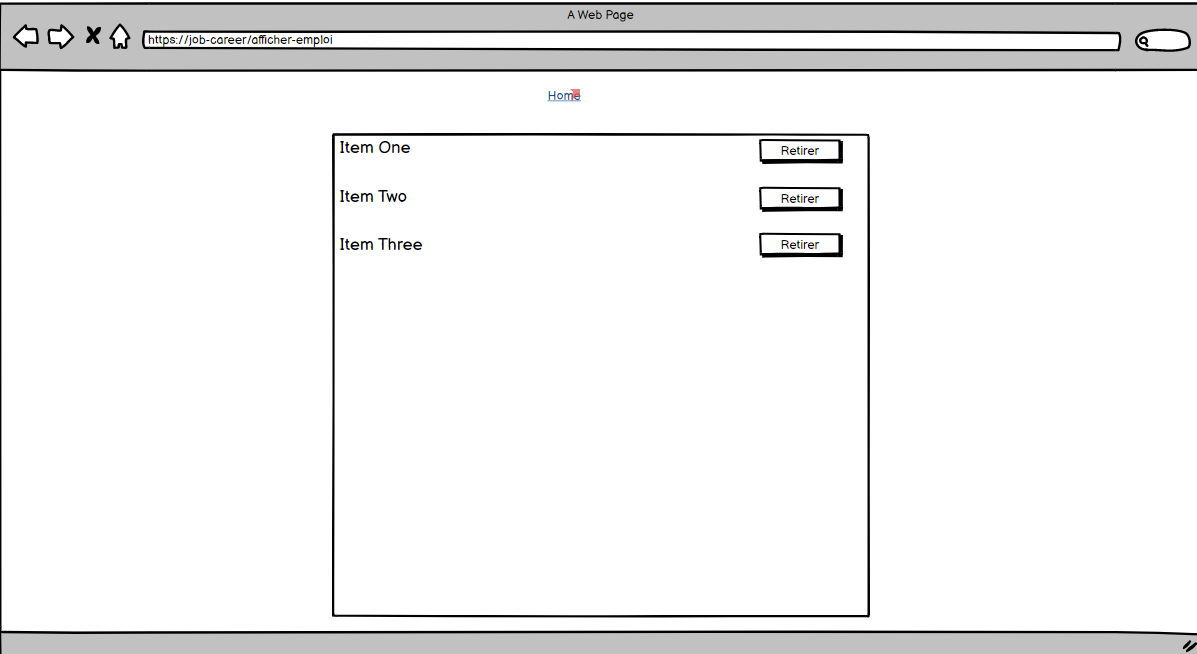 A Web Page
https://job-career/afficher-emploi
Home
Item One
Retirer
Item Two
Retirer
Item Three
Retirer